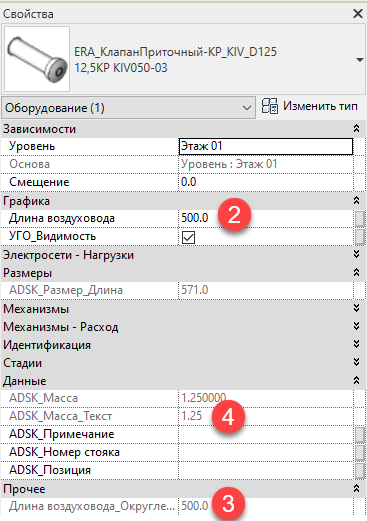 Свойства
ERA_КлапанПриточный-КР_KIV_D125
12,5КР KIV050-03
Оборудование (1)
Изменить тип
Зависимости
Уровень Этаж 01
Основа Уровень : Этаж 01
Смещение 0.0
Графика
Длина воздуховода 500.0
2
УГО_Видимость
Электросети - Нагрузки
Размеры
ADSK_Размер_Длина 571.0
Механизмы
Механизмы - Расход
Идентификация
Стадии
Данные
ADSK_Масса 1.250000
ADSK_Масса_Текст 1.25
4
ADSK_Примечание
ADSK_Номер стояка
ADSK_Позиция
Прочее
Длина воздуховода_Округле... 500.0
3